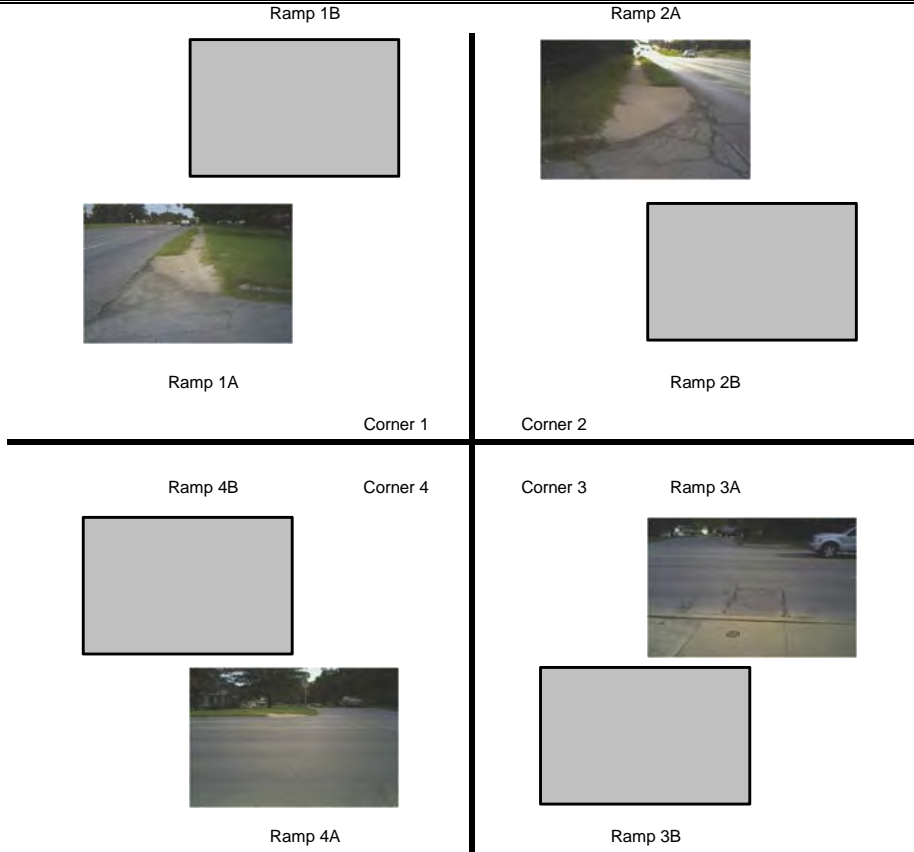 Ramp 1B Ramp 2A
Ramp 1A Ramp 2B
Corner 1 Corner 2
Ramp 4B Corner 4 Corner 3 Ramp 3A
Ramp 4A Ramp 3B